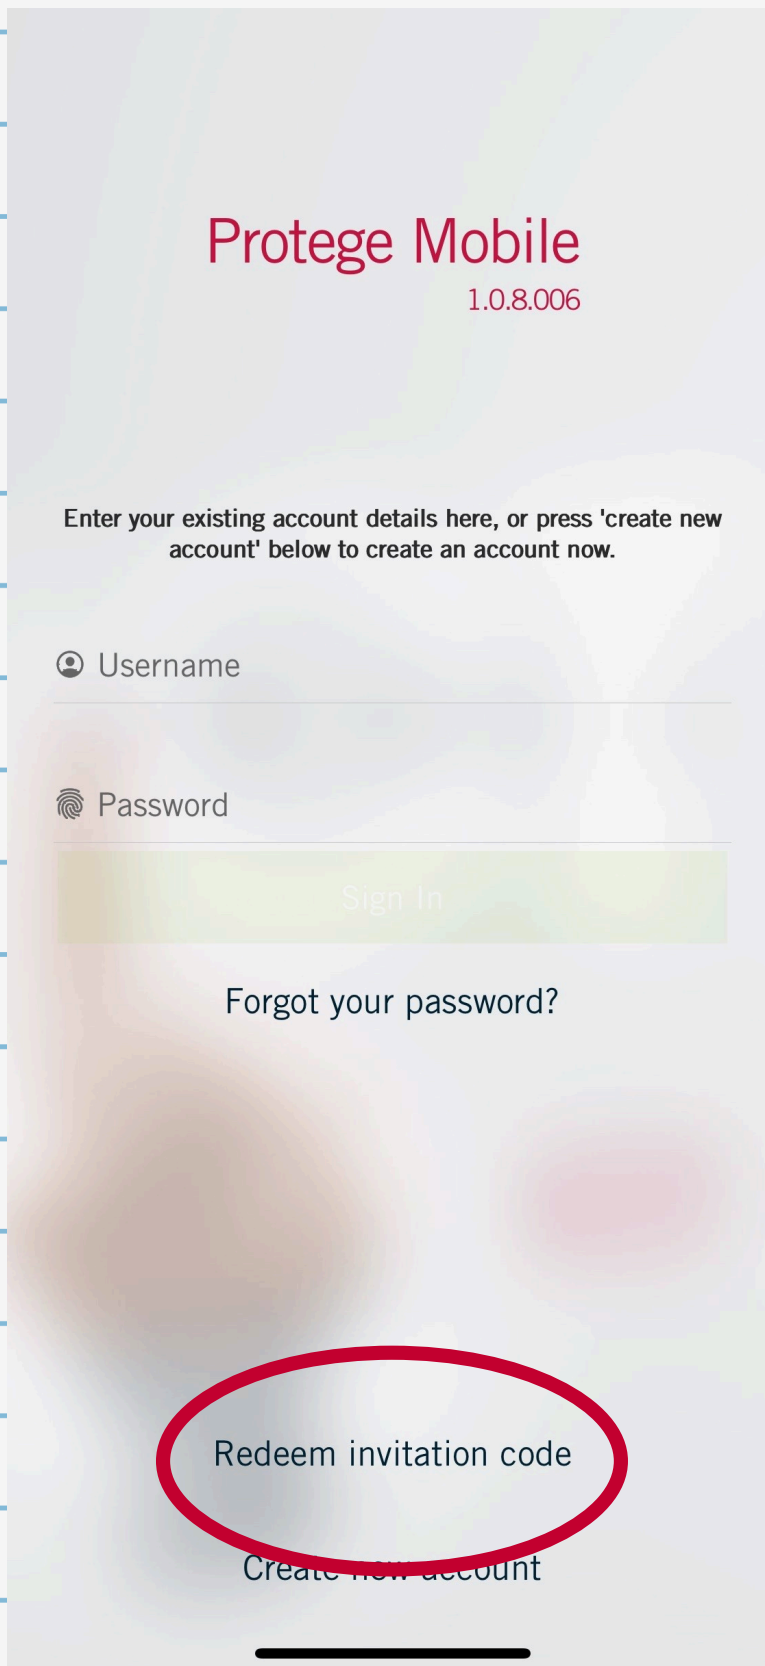 Protege Mobile
1.0.8.006
Enter your existing account details here, or press 'create new
account' below to create an account now.
Username
Password
Sign In
Forgot your password?
Redeem invitation code
Create new account